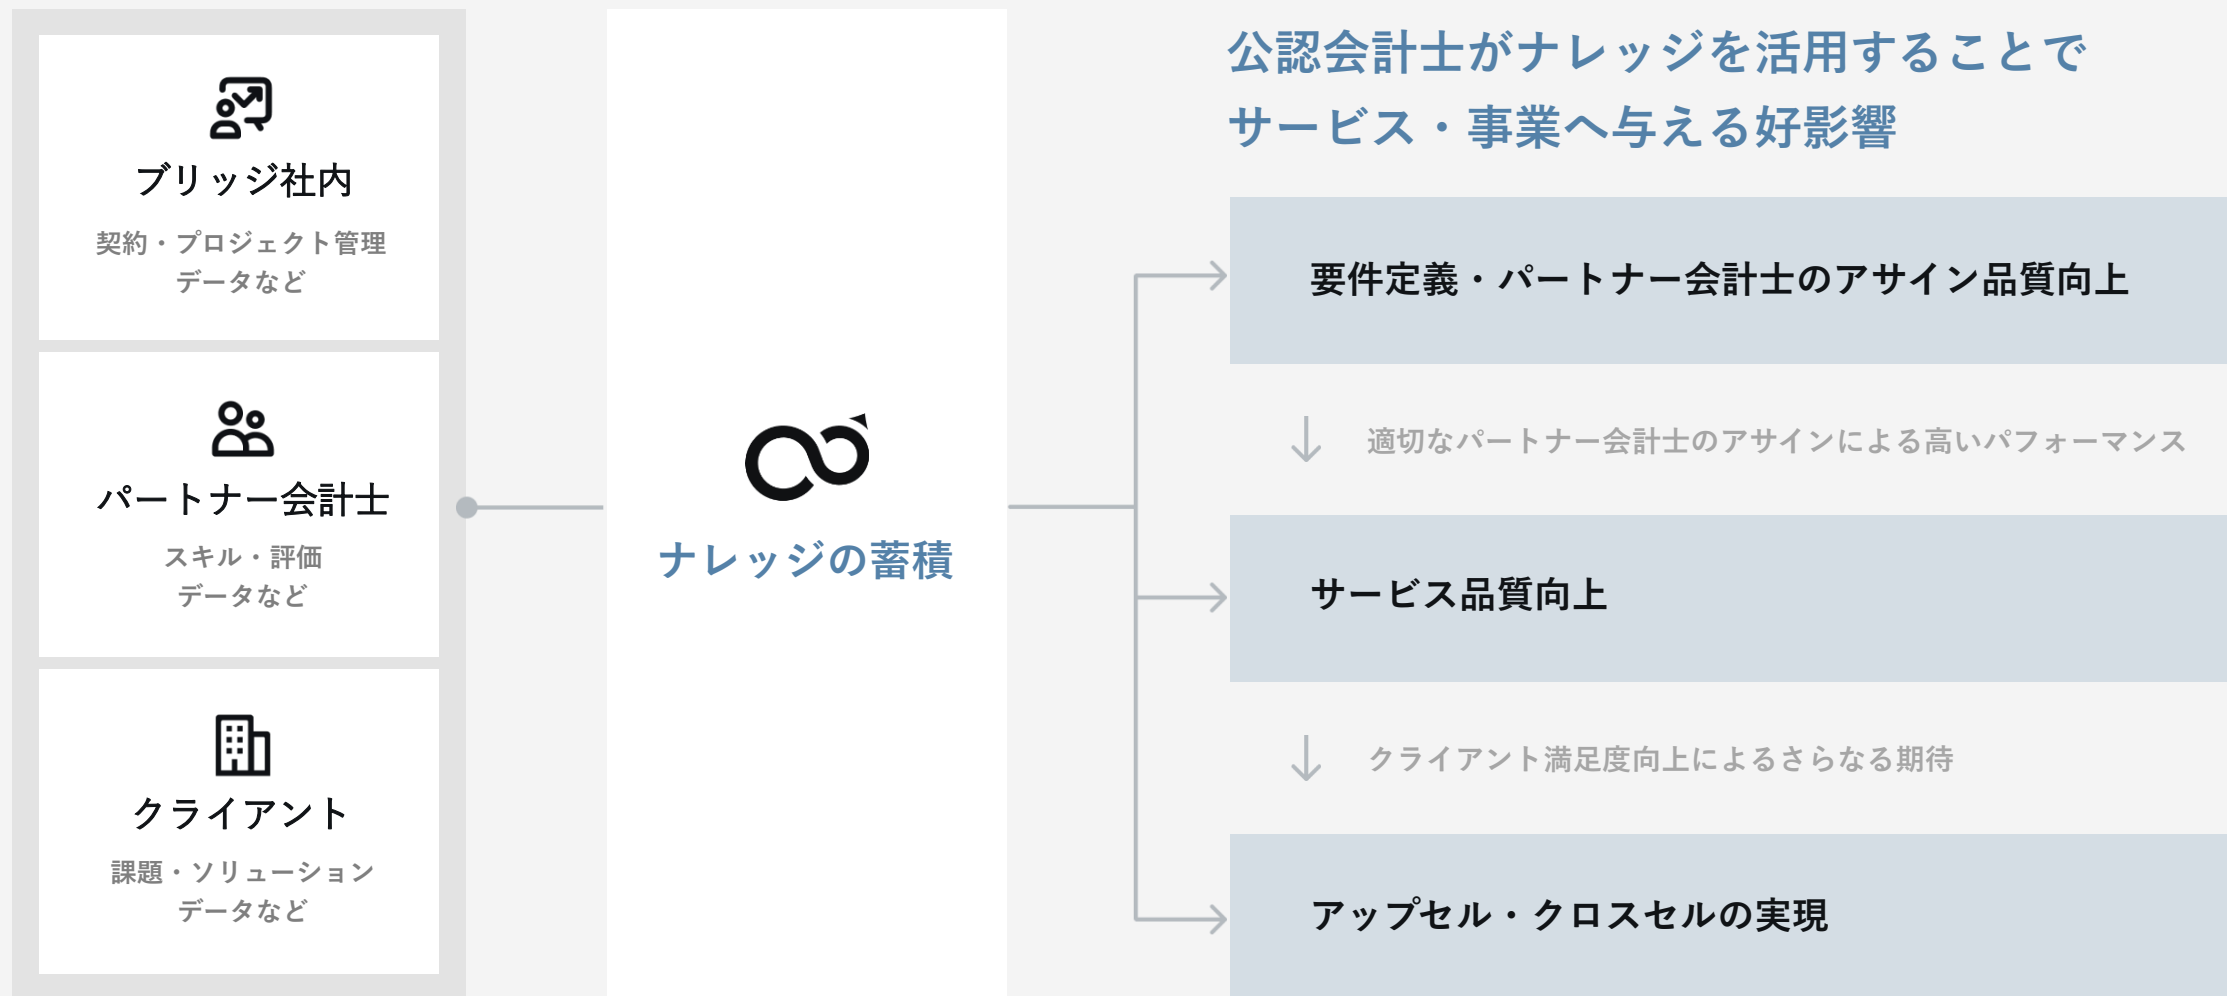 ブリッジ社内
契約・プロジェクト管理
データなど
パートナー会計士
スキル・評価
データなど
クライアント
課題・ソリューション
データなど
ナレッジの蓄積
公認会計士がナレッジを活用することで
サービス・事業へ与える好影響
要件定義・パートナー会計士のアサイン品質向上
適切なパートナー会計士のアサインによる高いパフォーマンス
サービス品質向上
クライアント満足度向上によるさらなる期待
アップセル・クロスセルの実現